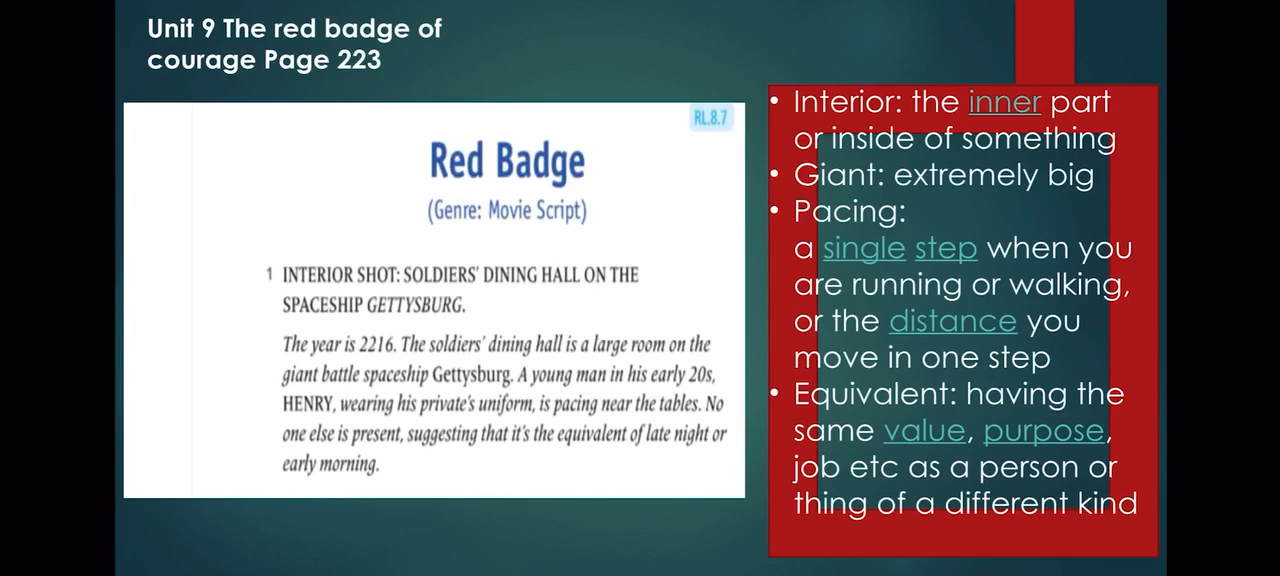 Unit 9 The red badge of
courage Page 223
RL.8.7
Red Badge
(Genre: Movie Script)
1 INTERIOR SHOT: SOLDIERS' DINING HALL ON THE
SPACESHIP GETTYSBURG.
The year is 2216. The soldiers' dining hall is a large room on the
giant battle spaceship Gettysburg. A young man in his early 20s,
HENRY, wearing his private's uniform, is pacing near the tables. No
one else is present, suggesting that it's the equivalent of late night or
early morning.
• Interior: the inner part
or inside of something
• Giant: extremely big
• Pacing:
a single step when you
are running or walking,
or the distance you
move in one step
• Equivalent: having the
same value, purpose,
job etc as a person or
thing of a different kind